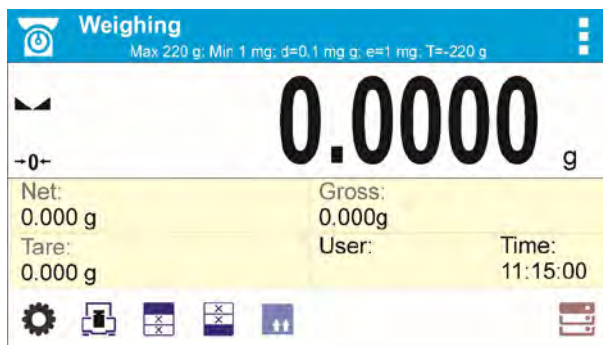 Weighing
Max 220 g: Min 1 mg: d=0.1 mg g: e=1 mg: T=-220 g
0.0000 g
→0←
Net:
0.000 g
Gross:
0.000g
Tare:
0.000 g
User:
Time:
11:15:00